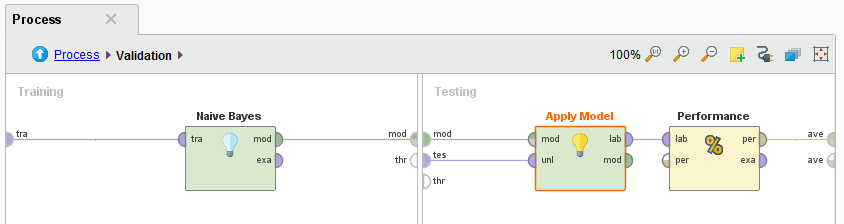 Process
Process Validation
100%
Training
Testing
Naive Bayes
Apply Model
Performance
tra
tra
mod
mod
mod
mod
lab
lab
per
ave
exa
thr
tes
unl
mod
per
exa
ave
thr